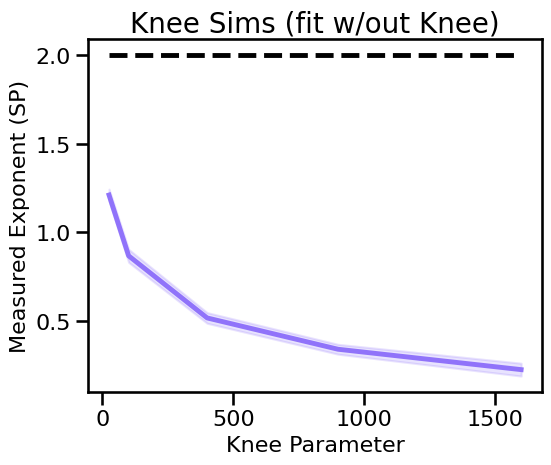 Knee Sims (fit w/out Knee)
Measured Exponent (SP)
2.0
1.5
1.0
0.5
0 500 1000 1500
Knee Parameter